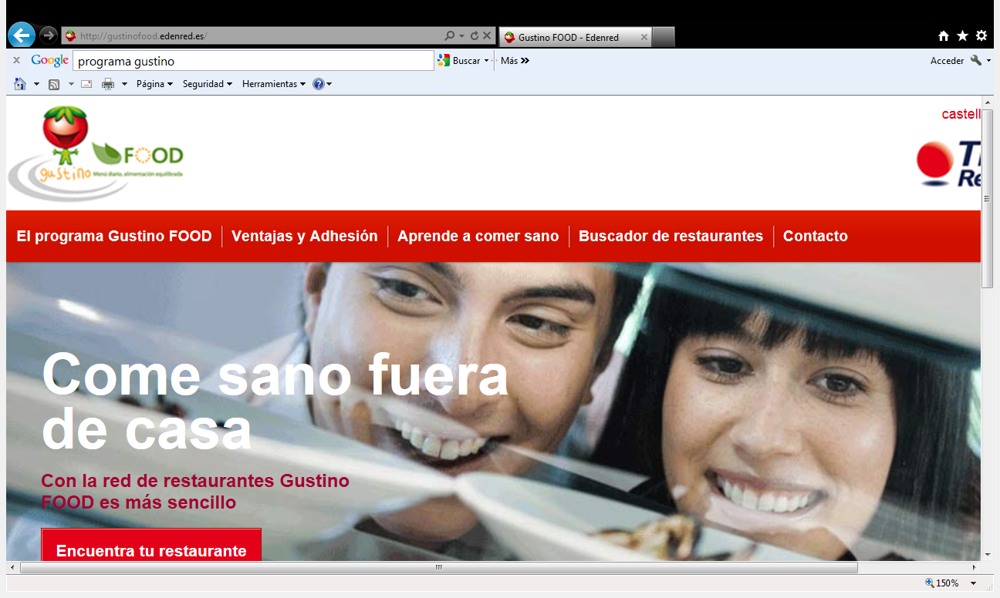 http://gustinofood.edenred.es/
Gustino FOOD - Edenred
Google programa gustino Buscar Más Acceder
Página Seguridad Herramientas
castell
FOOD
gustino Menú diario, alimentación equilibrada
El programa Gustino FOOD Ventajas y Adhesión Aprende a comer sano Buscador de restaurantes Contacto
Come sano fuera
de casa
Con la red de restaurantes Gustino
FOOD es más sencillo
Encuentra tu restaurante
150%